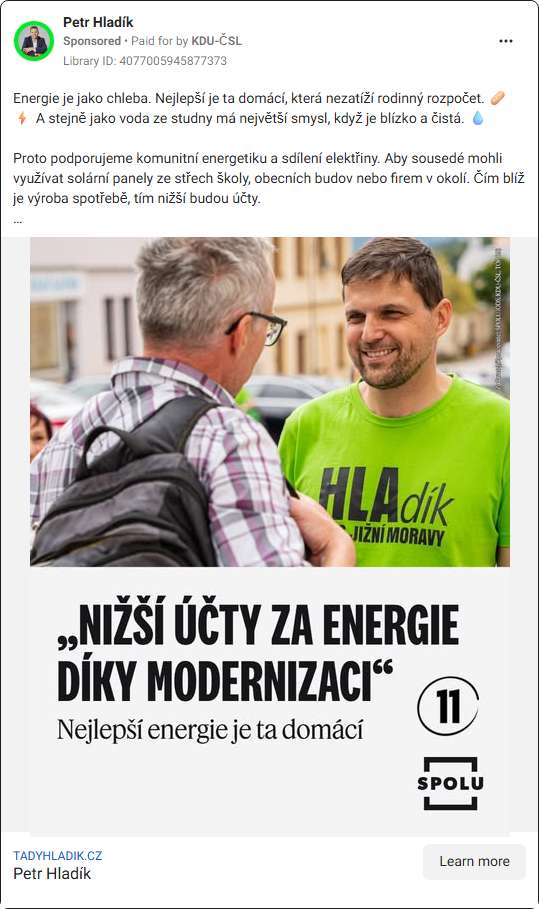 Petr Hladík
Sponsored • Paid for by KDU-ČSL
Library ID: 4077005945877373
Energie je jako chleba. Nejlepší je ta domácí, která nezatíží rodinný rozpočet. 🥖
⚡ A stejně jako voda ze studny má největší smysl, když je blízko a čistá. 💧
Proto podporujeme komunitní energetiku a sdílení elektřiny. Aby sousedé mohli
využívat solární panely ze střech školy, obecních budov nebo firem v okolí. Čím blíž
je výroba spotřebě, tím nižší budou účty.
...
HLAdík
JIŽNÍ MORAVY
„NIŽŠÍ ÚČTY ZA ENERGIE
DÍKY MODERNIZACI“
Nejlepší energie je ta domácí
11
SPOLU
TADYHLADIK.CZ
Petr Hladík
Learn more